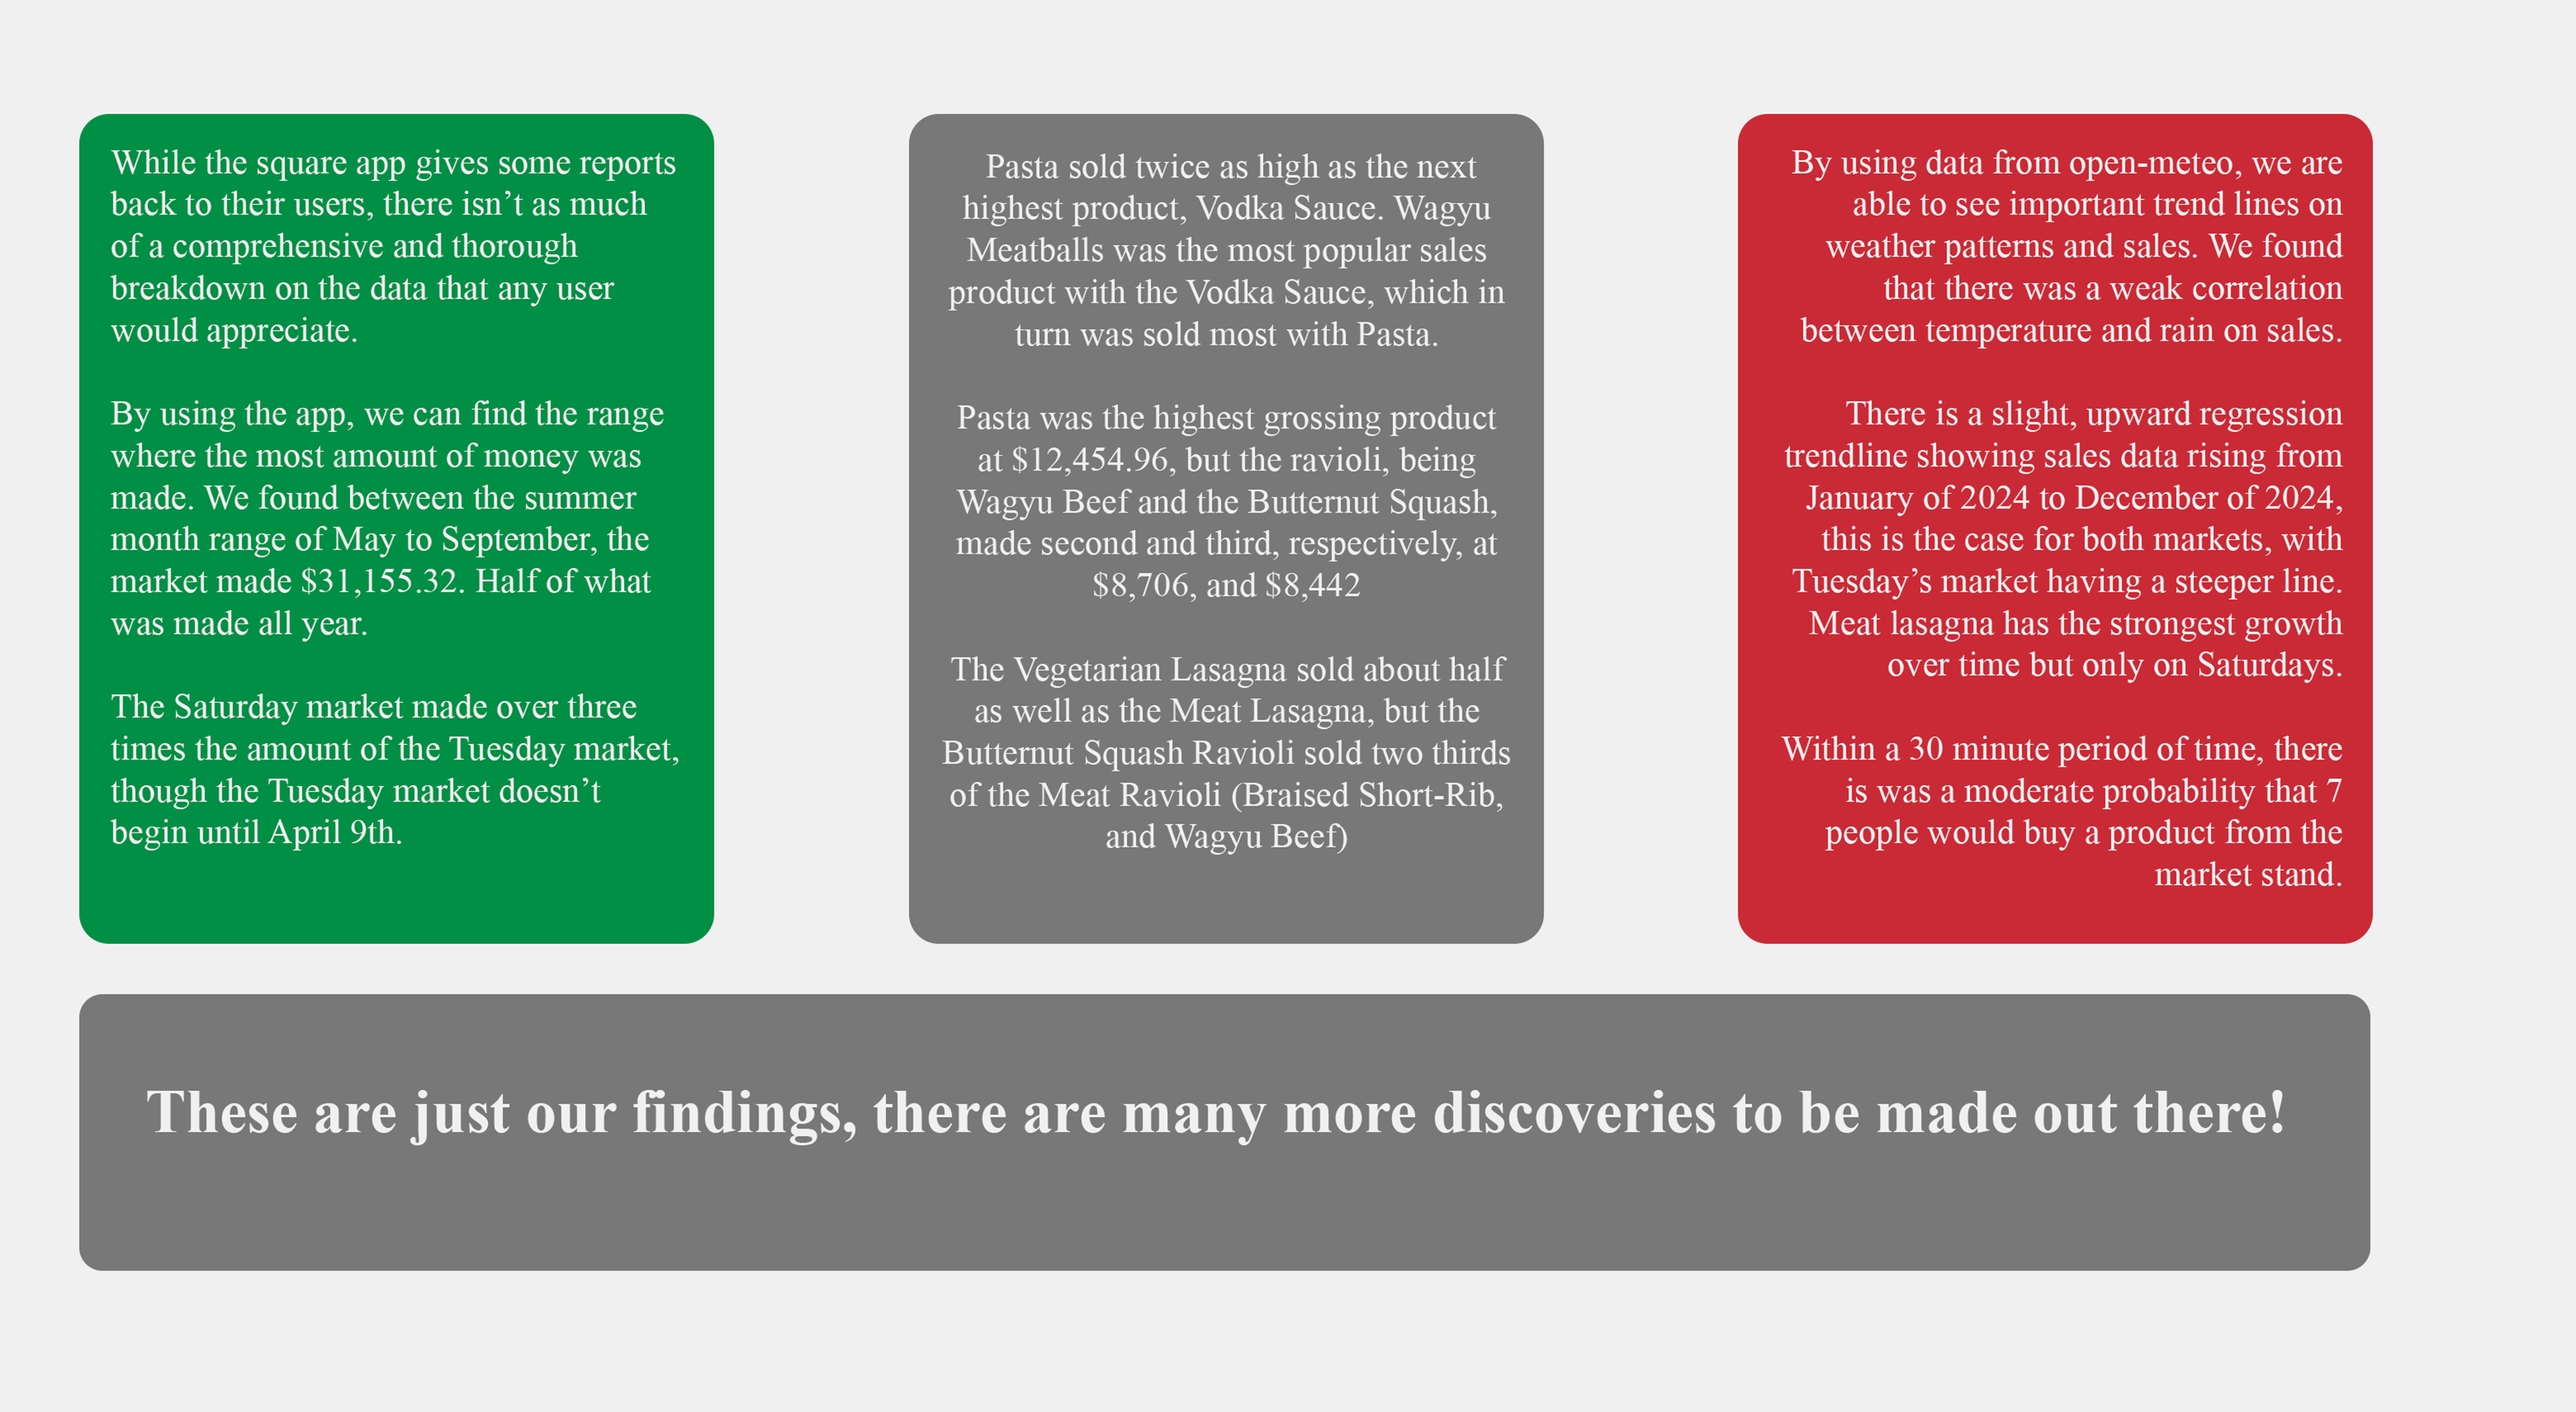 While the square app gives some reports
back to their users, there isn’t as much
of a comprehensive and thorough
breakdown on the data that any user
would appreciate.
By using the app, we can find the range
where the most amount of money was
made. We found between the summer
month range of May to September, the
market made $31,155.32. Half of what
was made all year.
The Saturday market made over three
times the amount of the Tuesday market,
though the Tuesday market doesn’t
begin until April 9th.
Pasta sold twice as high as the next
highest product, Vodka Sauce. Wagyu
Meatballs was the most popular sales
product with the Vodka Sauce, which in
turn was sold most with Pasta.
Pasta was the highest grossing product
at $12,454.96, but the ravioli, being
Wagyu Beef and the Butternut Squash,
made second and third, respectively, at
$8,706, and $8,442
The Vegetarian Lasagna sold about half
as well as the Meat Lasagna, but the
Butternut Squash Ravioli sold two thirds
of the Meat Ravioli (Braised Short-Rib,
and Wagyu Beef)
By using data from open-meteo, we are
able to see important trend lines on
weather patterns and sales. We found
that there was a weak correlation
between temperature and rain on sales.
There is a slight, upward regression
trendline showing sales data rising from
January of 2024 to December of 2024,
this is the case for both markets, with
Tuesday’s market having a steeper line.
Meat lasagna has the strongest growth
over time but only on Saturdays.
Within a 30 minute period of time, there
is was a moderate probability that 7
people would buy a product from the
market stand.
These are just our findings, there are many more discoveries to be made out there!